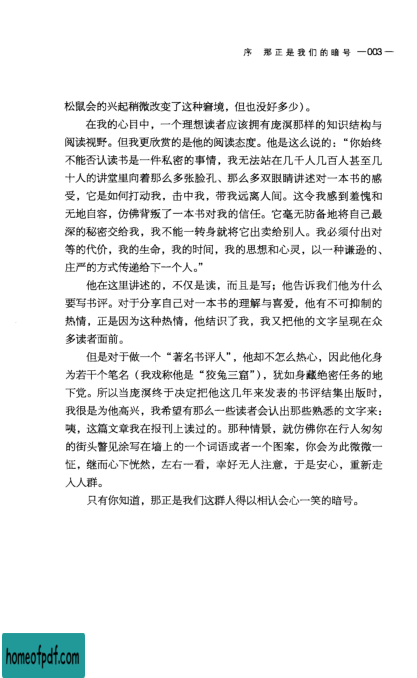 序 那正是我们的暗号 —003—
松鼠会的兴起稍微改变了这种窘境，但也没好多少）。
在我的心目中，一个理想读者应该拥有庞溟那样的知识结构与
阅读视野。但我更欣赏的是他的阅读态度。他是这么说的：“你始终
不能否认读书是一件私密的事情，我无法站在几千人几百人甚至几
十人的讲堂里向着那么多张脸孔、那么多双眼睛讲述对一本书的感
受，它是如何打动我，击中我，带我远离人间。这令我感到羞愧和
无地自容，仿佛背叛了一本书对我的信任。它毫无防备地将自己最
深的秘密交给我，我不能一转身就将它出卖给别人。我必须付出对
等的代价，我的生命，我的时间，我的思想和心灵，以一种谦逊的、
庄严的方式传递给下一个人。”
他在这里讲述的，不仅是读，而且是写；他告诉我们他为什么
要写书评。对于分享自己对一本书的理解与喜爱，他有不可抑制的
热情，正是因为这种热情，他结识了我，我又把他的文字呈现在众
多读者面前。
但是对于做一个“著名书评人”，他却不怎么热心，因此他化身
为若干个笔名（我戏称他是“狡兔三窟”），犹如身藏绝密任务的地
下党。所以当庞溟终于决定把他这几年来发表的书评结集出版时，
我很是为他高兴，我希望有那么一些读者会认出那些熟悉的文字来：
咦，这篇文章我在报刊上读过的。那种情景，就仿佛你在行人匆匆
的街头瞥见涂写在墙上的一个词语或者一个图案，你会为此微微一
怔，继而心下恍然，左右一看，幸好无人注意，于是安心，重新走
入人群。
只有你知道，那正是我们这群人得以相认会心一笑的暗号。
homeofpdf.com